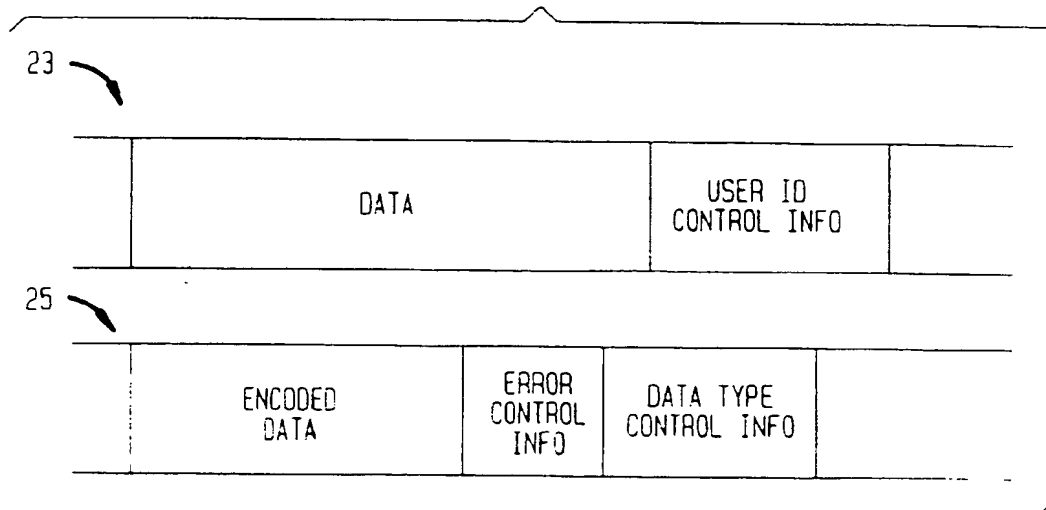 23
DATA
USER ID
CONTROL INFO
25
ENCODED
DATA
ERROR
CONTROL
INFO
DATA TYPE
CONTROL INFO